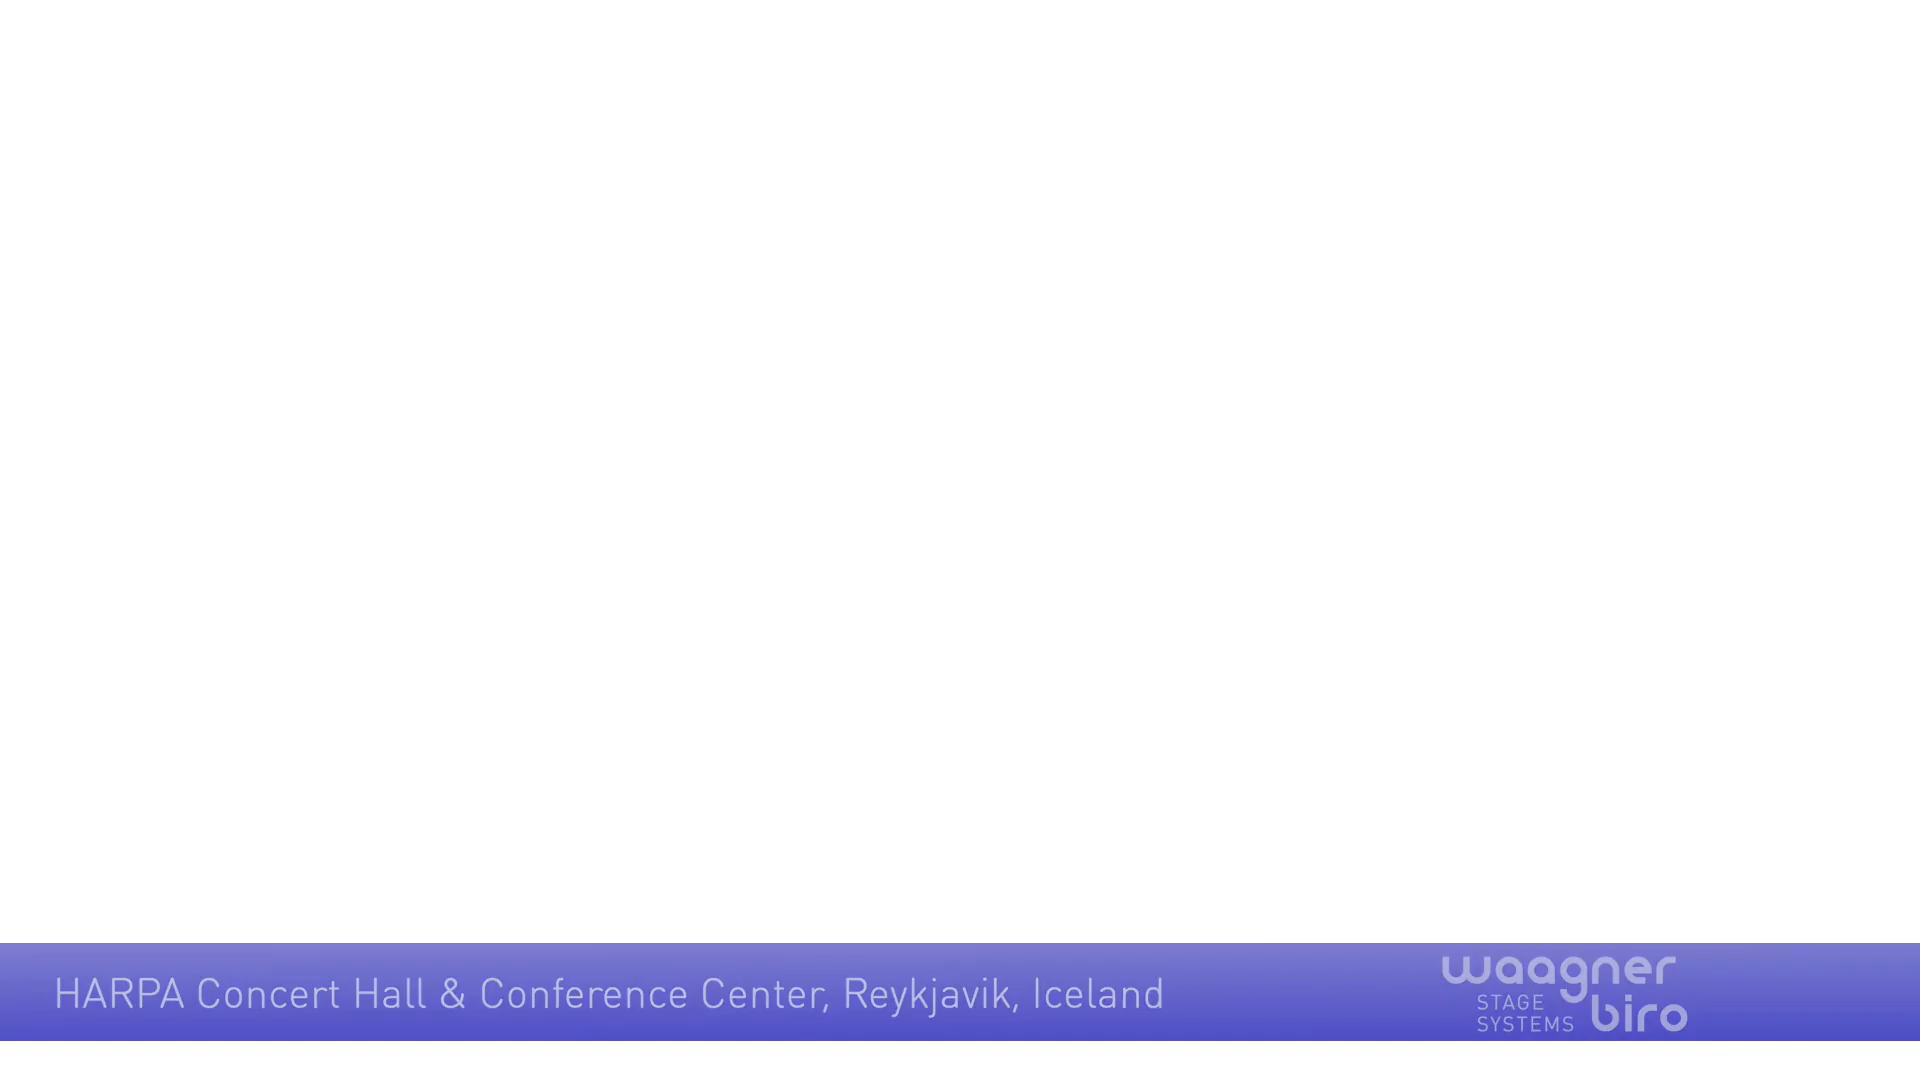 HARPA Concert Hall & Conference Center, Reykjavik, Iceland
waagner
STAGE
SYSTEMS
biro